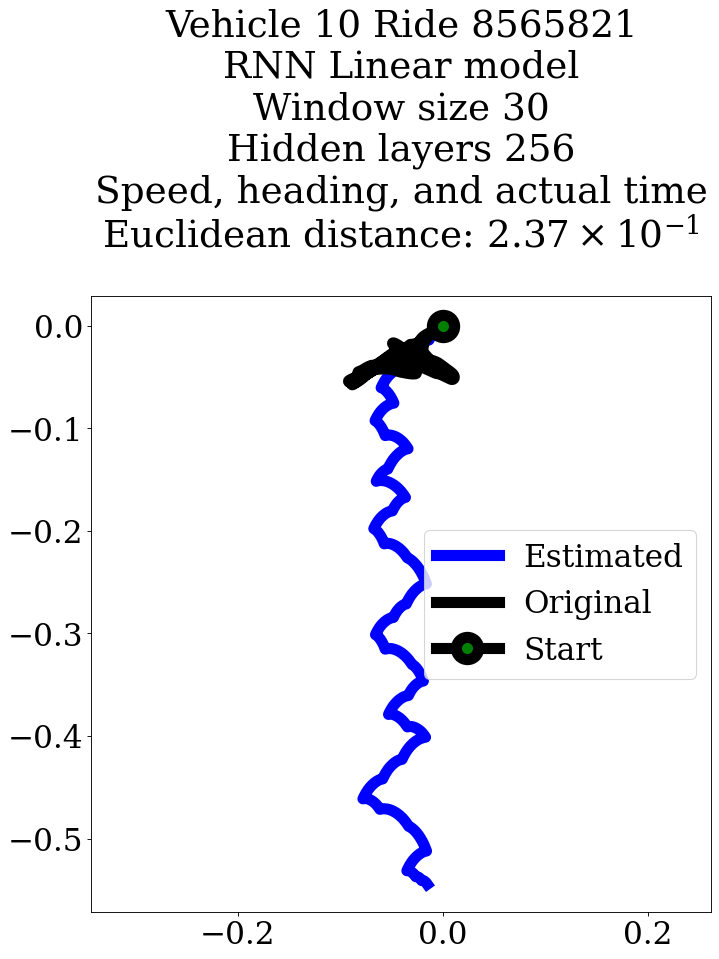 Vehicle 10 Ride 8565821
RNN Linear model
Window size 30
Hidden layers 256
Speed, heading, and actual time
Euclidean distance: 2.37 × 10⁻¹
0.0
−0.1
−0.2
−0.3
−0.4
−0.5
Estimated
Original
Start
−0.2
0.0
0.2